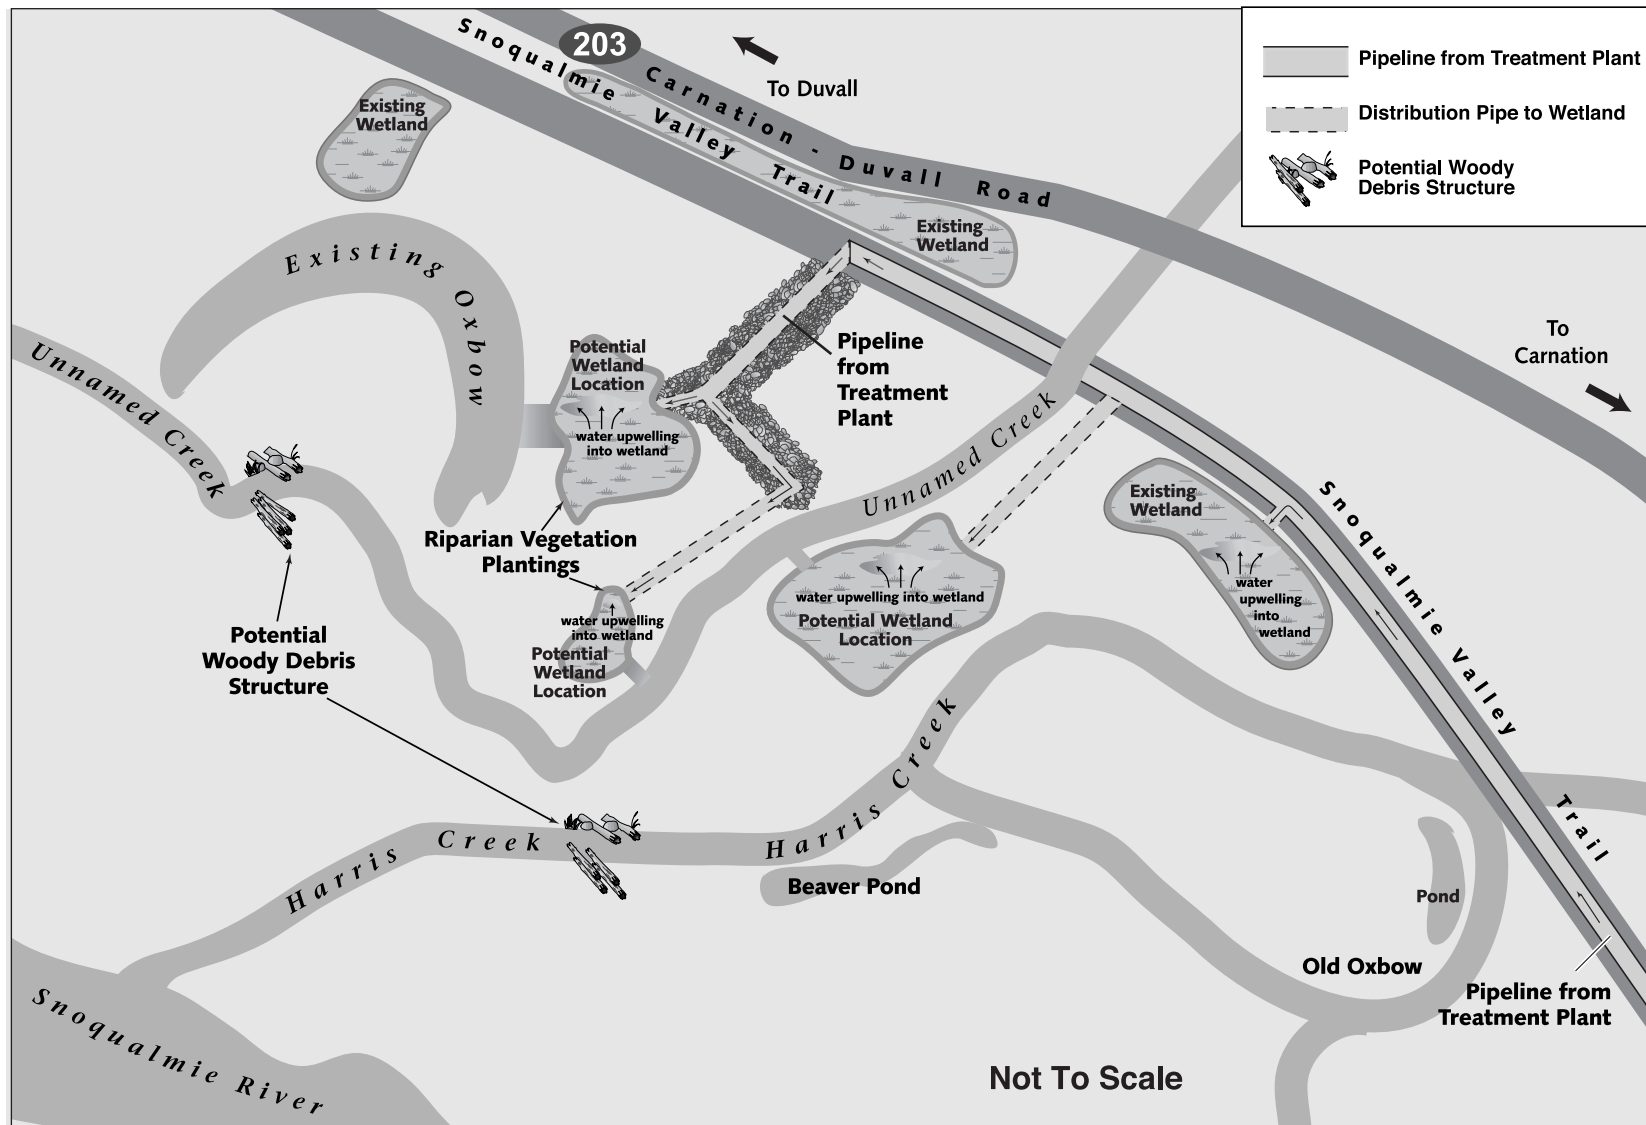 203
Snoqualmie Valley Trail
Carnation - Duvall Road
To Duvall
Pipeline from Treatment Plant
Distribution Pipe to Wetland
Potential Woody
Debris Structure
Existing
Wetland
Existing
Wetland
Existing Oxbow
To
Carnation
Unnamed Creek
Potential
Wetland
Location
water upwelling
into wetland
Pipeline
from
Treatment
Plant
Unnamed Creek
Existing
Wetland
water
upwelling
into
wetland
Snoqualmie Valley Trail
Riparian Vegetation
Plantings
water upwelling into wetland
Potential Wetland
Location
water upwelling
into wetland
Potential
Wetland
Location
Potential
Woody Debris
Structure
Harris Creek
Harris Creek
Beaver Pond
Pond
Old Oxbow
Pipeline from
Treatment Plant
Snoqualmie River
Not To Scale